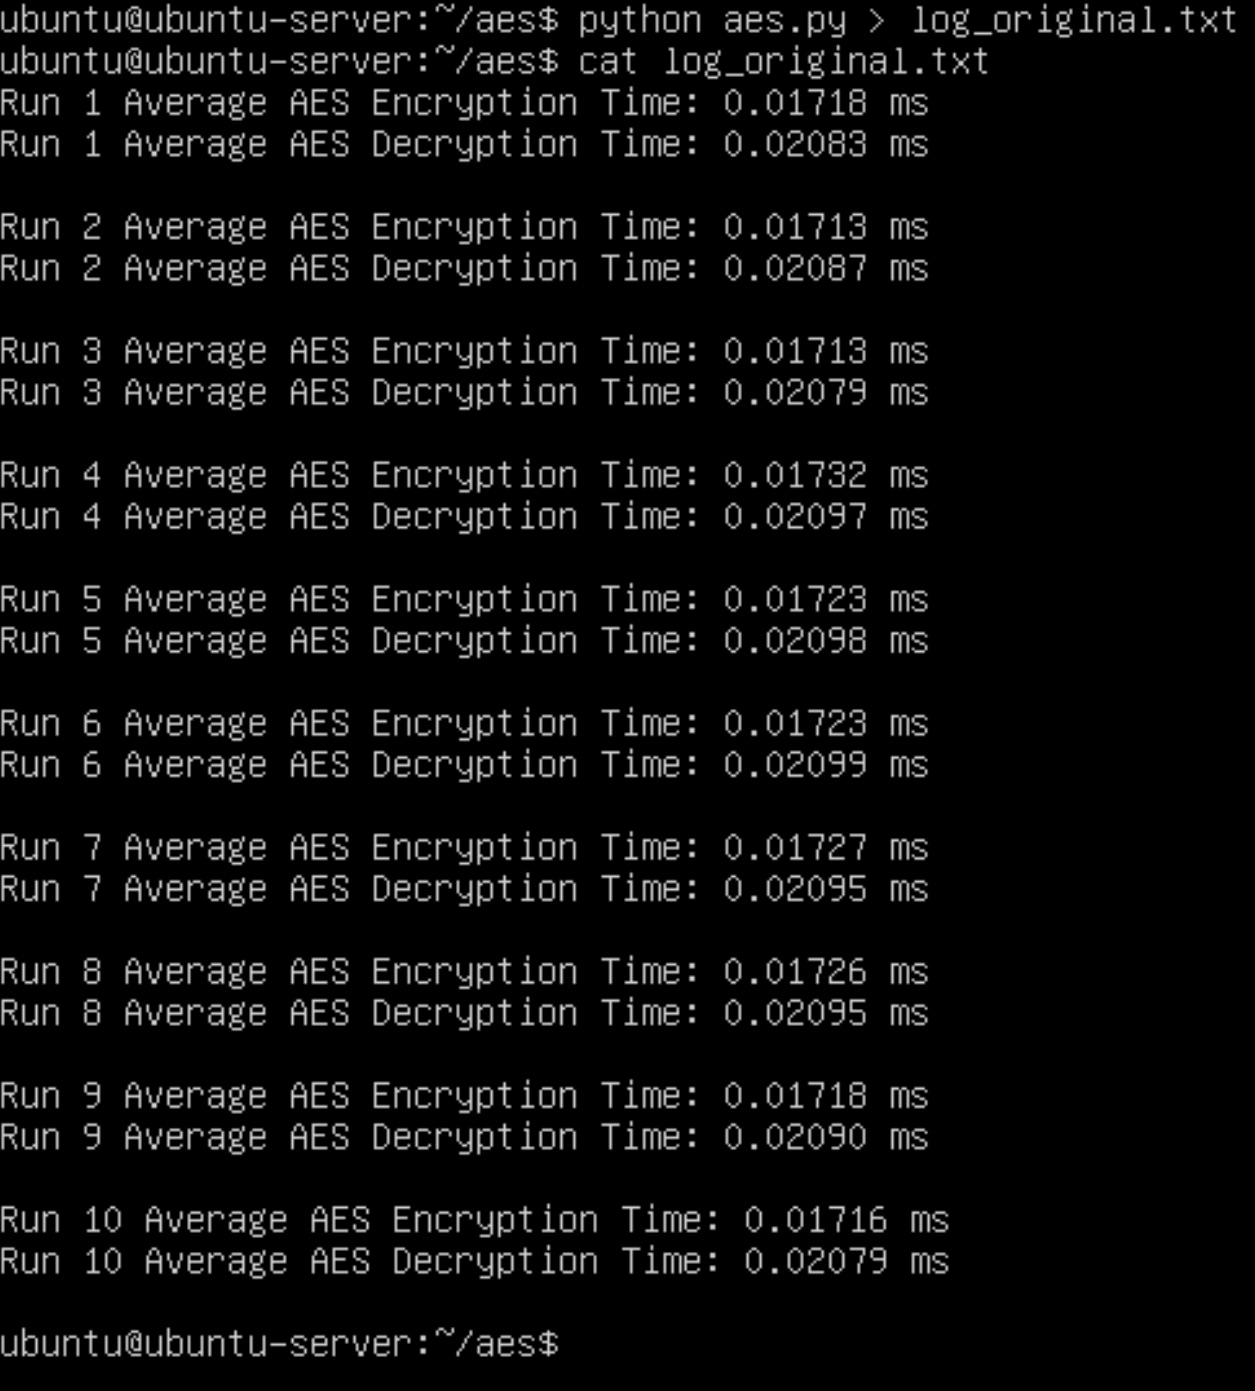 ubuntu@ubuntu-server:~/aes$ python aes.py > log_original.txt
ubuntu@ubuntu-server:~/aes$ cat log_original.txt
Run 1 Average AES Encryption Time: 0.01718 ms
Run 1 Average AES Decryption Time: 0.02083 ms

Run 2 Average AES Encryption Time: 0.01713 ms
Run 2 Average AES Decryption Time: 0.02087 ms

Run 3 Average AES Encryption Time: 0.01713 ms
Run 3 Average AES Decryption Time: 0.02079 ms

Run 4 Average AES Encryption Time: 0.01732 ms
Run 4 Average AES Decryption Time: 0.02097 ms

Run 5 Average AES Encryption Time: 0.01723 ms
Run 5 Average AES Decryption Time: 0.02098 ms

Run 6 Average AES Encryption Time: 0.01723 ms
Run 6 Average AES Decryption Time: 0.02099 ms

Run 7 Average AES Encryption Time: 0.01727 ms
Run 7 Average AES Decryption Time: 0.02095 ms

Run 8 Average AES Encryption Time: 0.01726 ms
Run 8 Average AES Decryption Time: 0.02095 ms

Run 9 Average AES Encryption Time: 0.01718 ms
Run 9 Average AES Decryption Time: 0.02090 ms

Run 10 Average AES Encryption Time: 0.01716 ms
Run 10 Average AES Decryption Time: 0.02079 ms

ubuntu@ubuntu-server:~/aes$